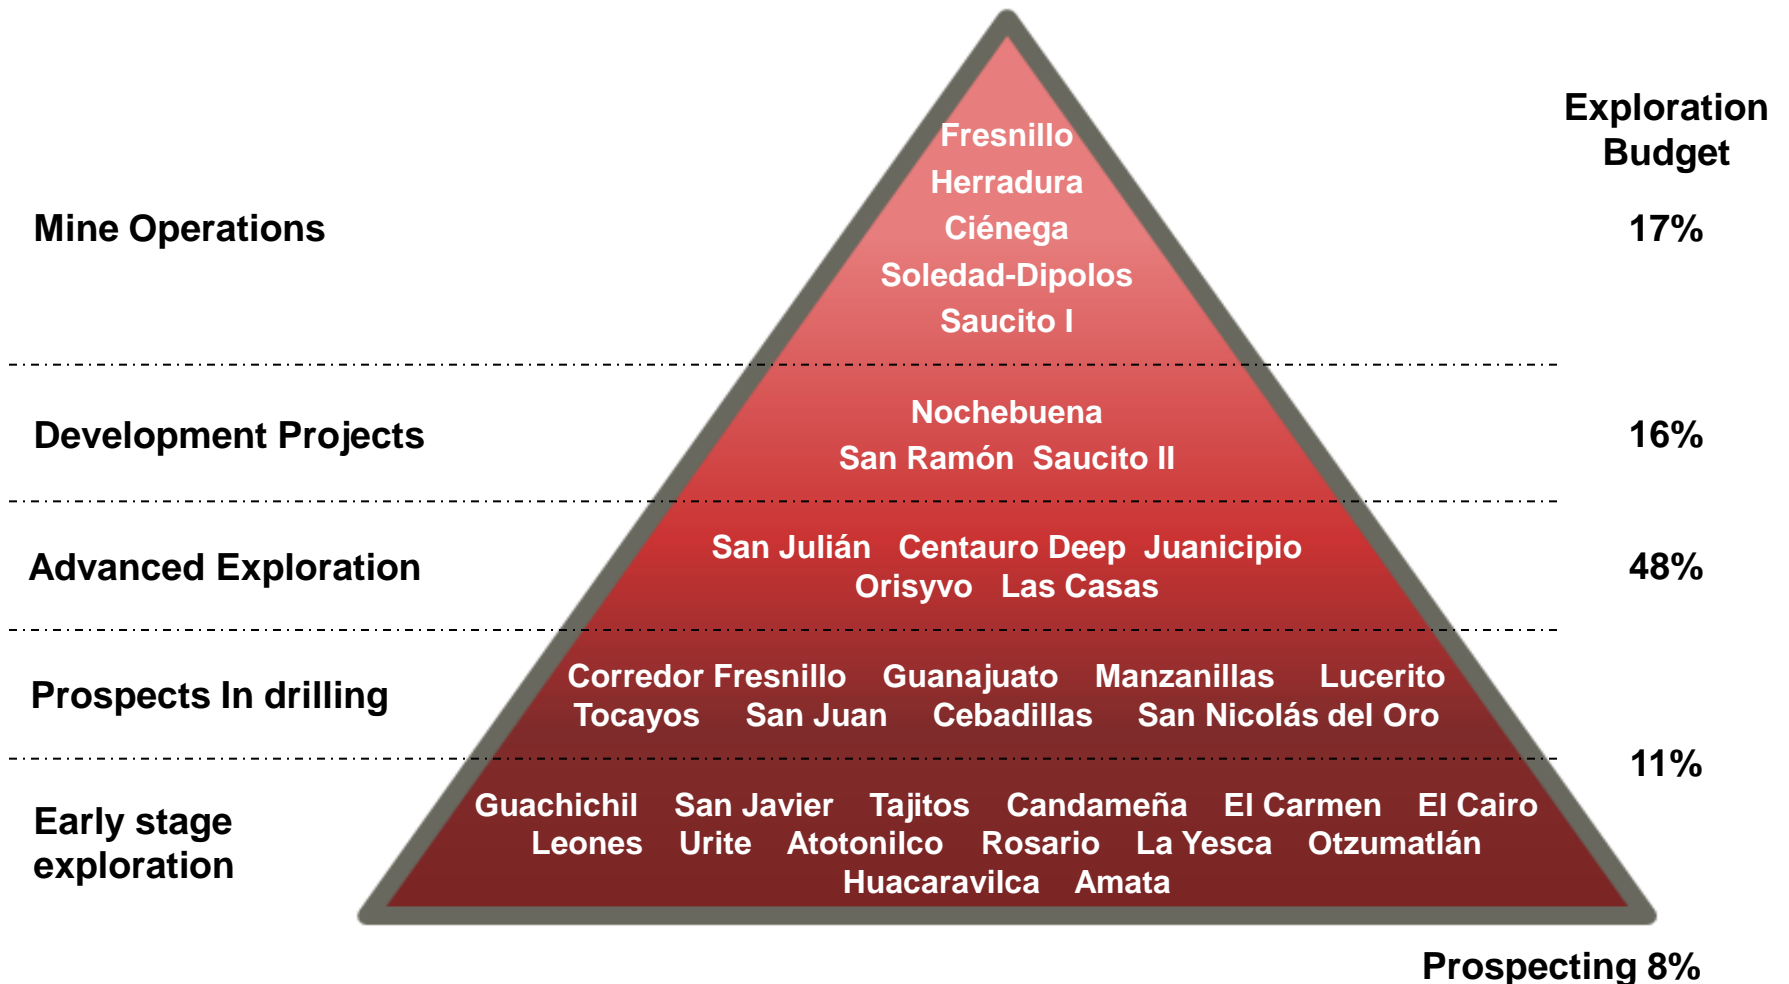 Exploration
Budget
Mine Operations
Fresnillo
Herradura
Ciénega
Soledad-Dipolos
Saucito I
17%
Development Projects
Nochebuena
San Ramón Saucito II
16%
Advanced Exploration
San Julián Centauro Deep Juanicipio
Orisyvo Las Casas
48%
Prospects In drilling
Corredor Fresnillo Guanajuato Manzanillas Lucerito
Tocayos San Juan Cebadillas San Nicolás del Oro
11%
Early stage
exploration
Guachichil San Javier Tajitos Candameña El Carmen El Cairo
Leones Urite Atotonilco Rosario La Yesca Otzumatlán
Huacaravilca Amata
Prospecting 8%